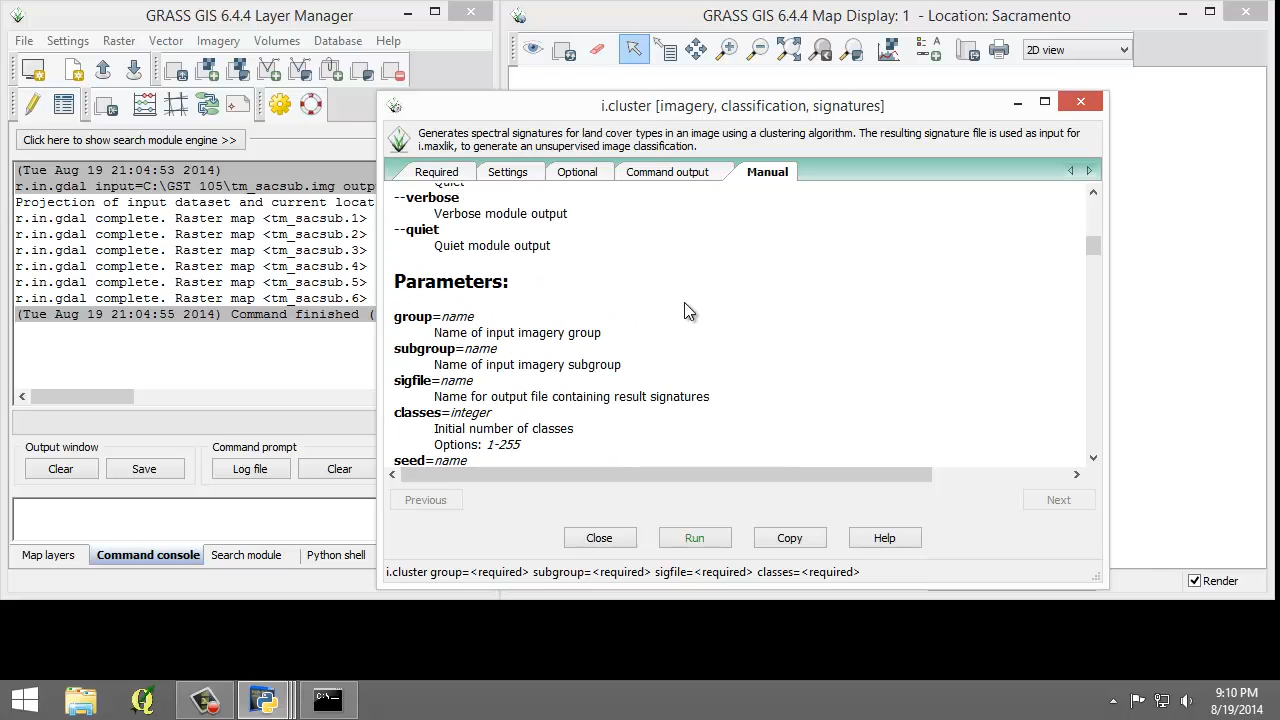 GRASS GIS 6.4.4 Layer Manager
File Settings Raster Vector Imagery Volumes Database Help
Click here to show search module engine >>
(Tue Aug 19 21:04:53 2014)
r.in.gdal input=C:\GST 105\tm_sacsub.img outp
Projection of input dataset and current locat
r.in.gdal complete. Raster map <tm_sacsub.1>
r.in.gdal complete. Raster map <tm_sacsub.2>
r.in.gdal complete. Raster map <tm_sacsub.3>
r.in.gdal complete. Raster map <tm_sacsub.4>
r.in.gdal complete. Raster map <tm_sacsub.5>
r.in.gdal complete. Raster map <tm_sacsub.6>
(Tue Aug 19 21:04:55 2014) Command finished (
Output window
Command prompt
Clear Save Log file Clear
Map layers Command console Search module Python shell
GRASS GIS 6.4.4 Map Display: 1 - Location: Sacramento
2D view
i.cluster [imagery, classification, signatures]
Generates spectral signatures for land cover types in an image using a clustering algorithm. The resulting signature file is used as input for
i.maxlik, to generate an unsupervised image classification.
Required Settings Optional Command output Manual
Quiet
--verbose
Verbose module output
--quiet
Quiet module output
Parameters:
group=name
Name of input imagery group
subgroup=name
Name of input imagery subgroup
sigfile=name
Name for output file containing result signatures
classes=integer
Initial number of classes
Options: 1-255
seed=name
Previous Next
Close Run Copy Help
i.cluster group=<required> subgroup=<required> sigfile=<required> classes=<required>
Render
9:10 PM
8/19/2014